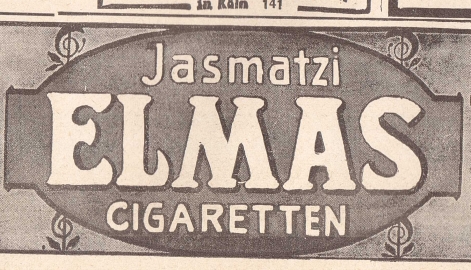 in Köln 141
Jasmatzi
ELMAS
CIGARETTEN